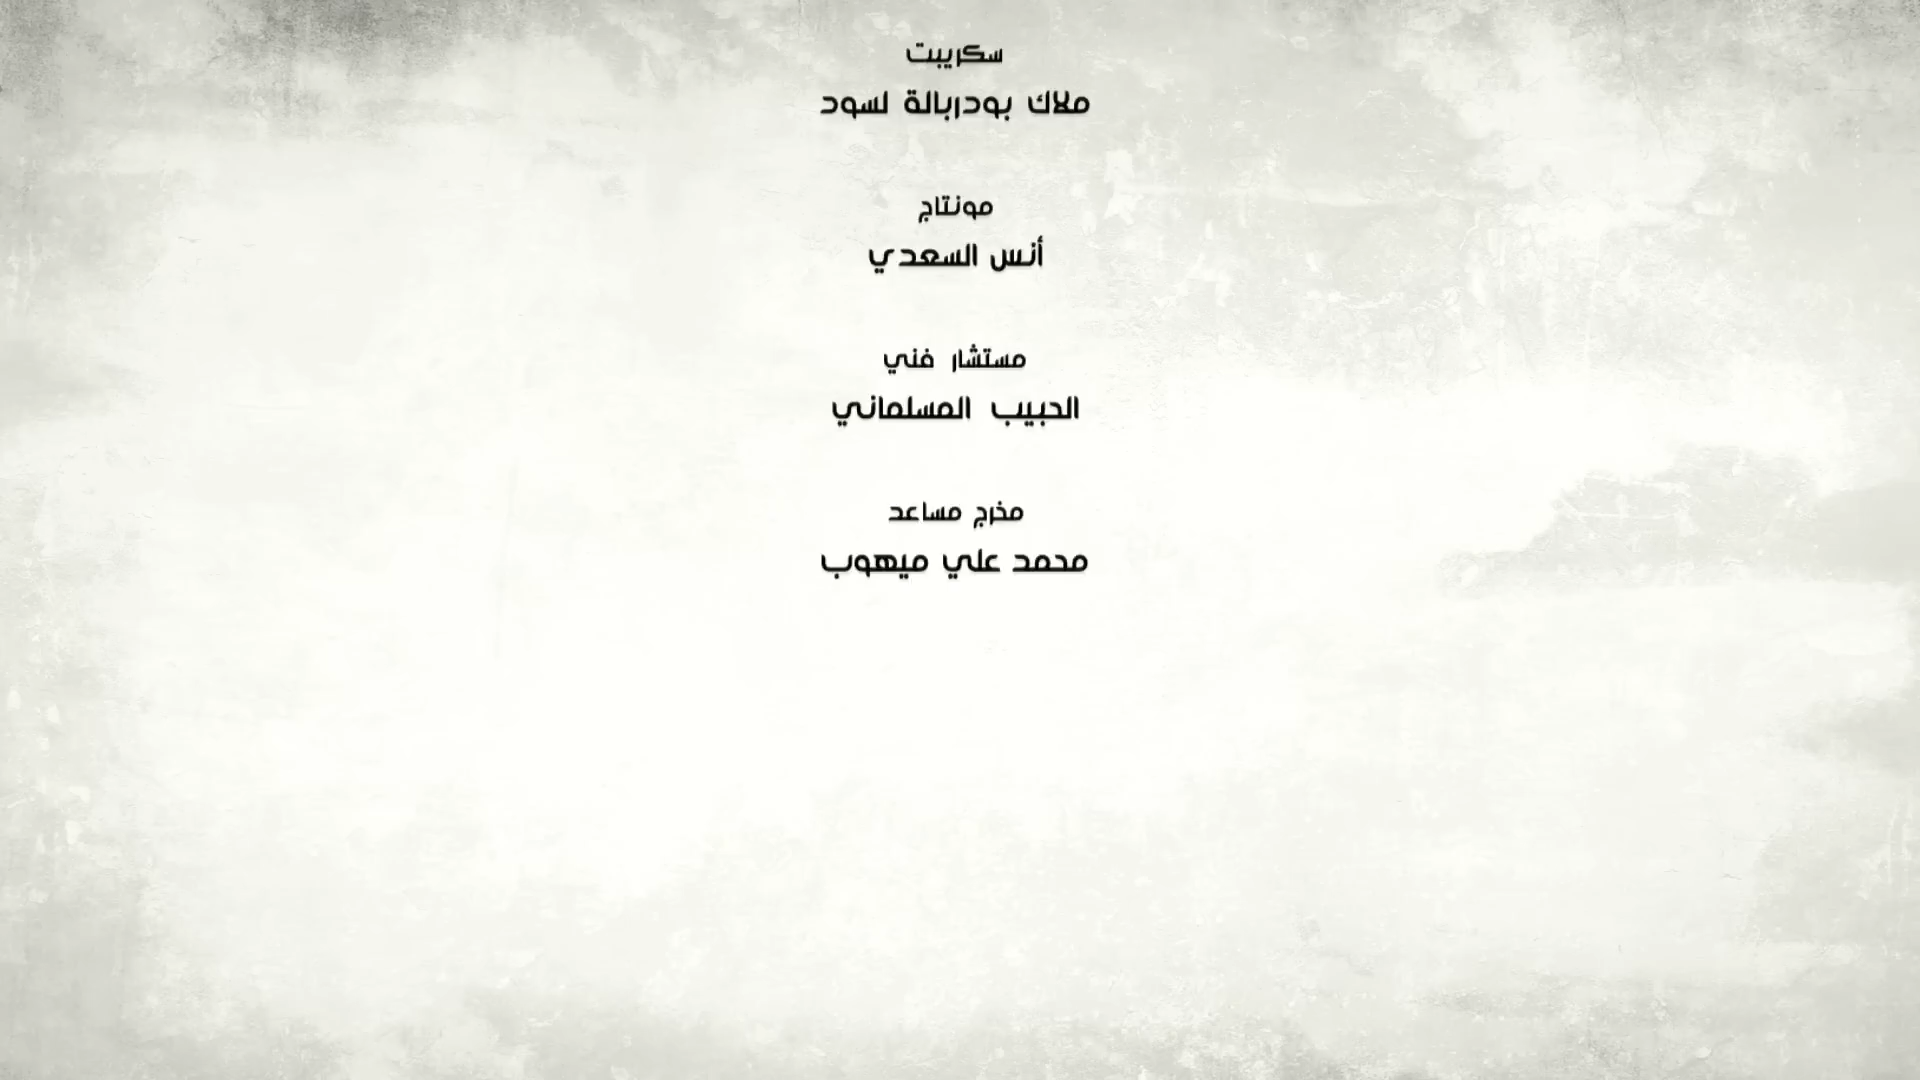 سكريبت
ملاك بودربالة لسود
مونتاج
أنس السعدي
مستشار فني
الحبيب المسلماني
مخرج مساعد
محمد علي ميهوب